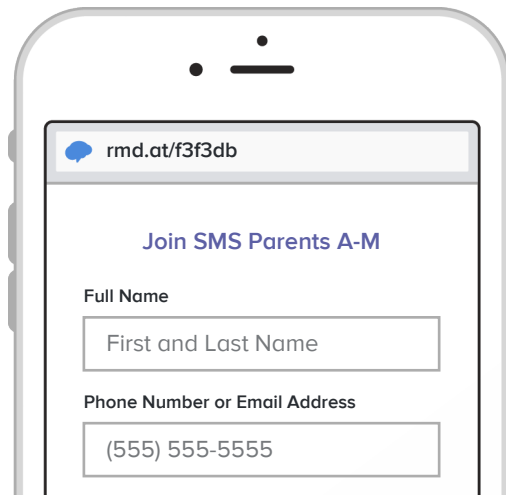 rmd.at/f3f3db
Join SMS Parents A-M
Full Name
First and Last Name
Phone Number or Email Address
(555) 555-5555